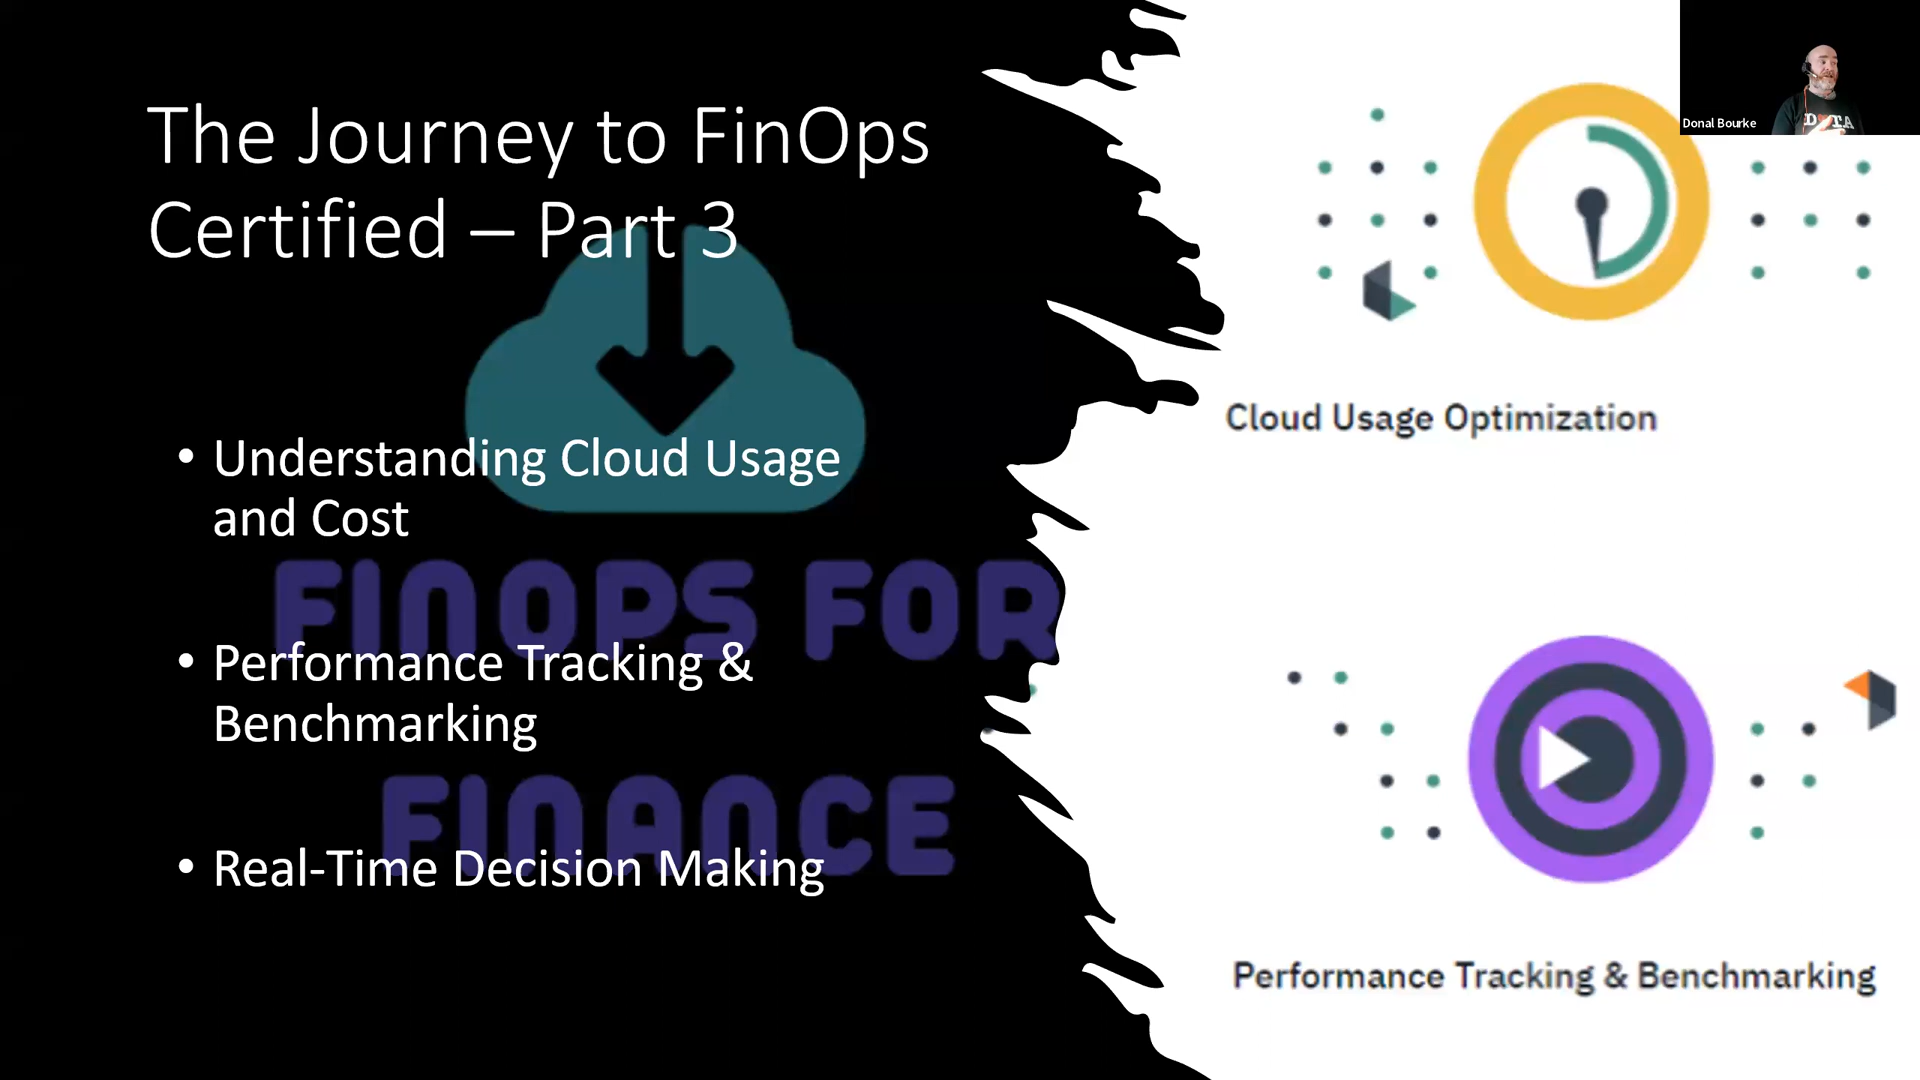 The Journey to FinOps
Certified – Part 3
• Understanding Cloud Usage
and Cost
• Performance Tracking &
Benchmarking
• Real-Time Decision Making
FINOPS FOR
FINANCE
Cloud Usage Optimization
Performance Tracking & Benchmarking
Donal Bourke